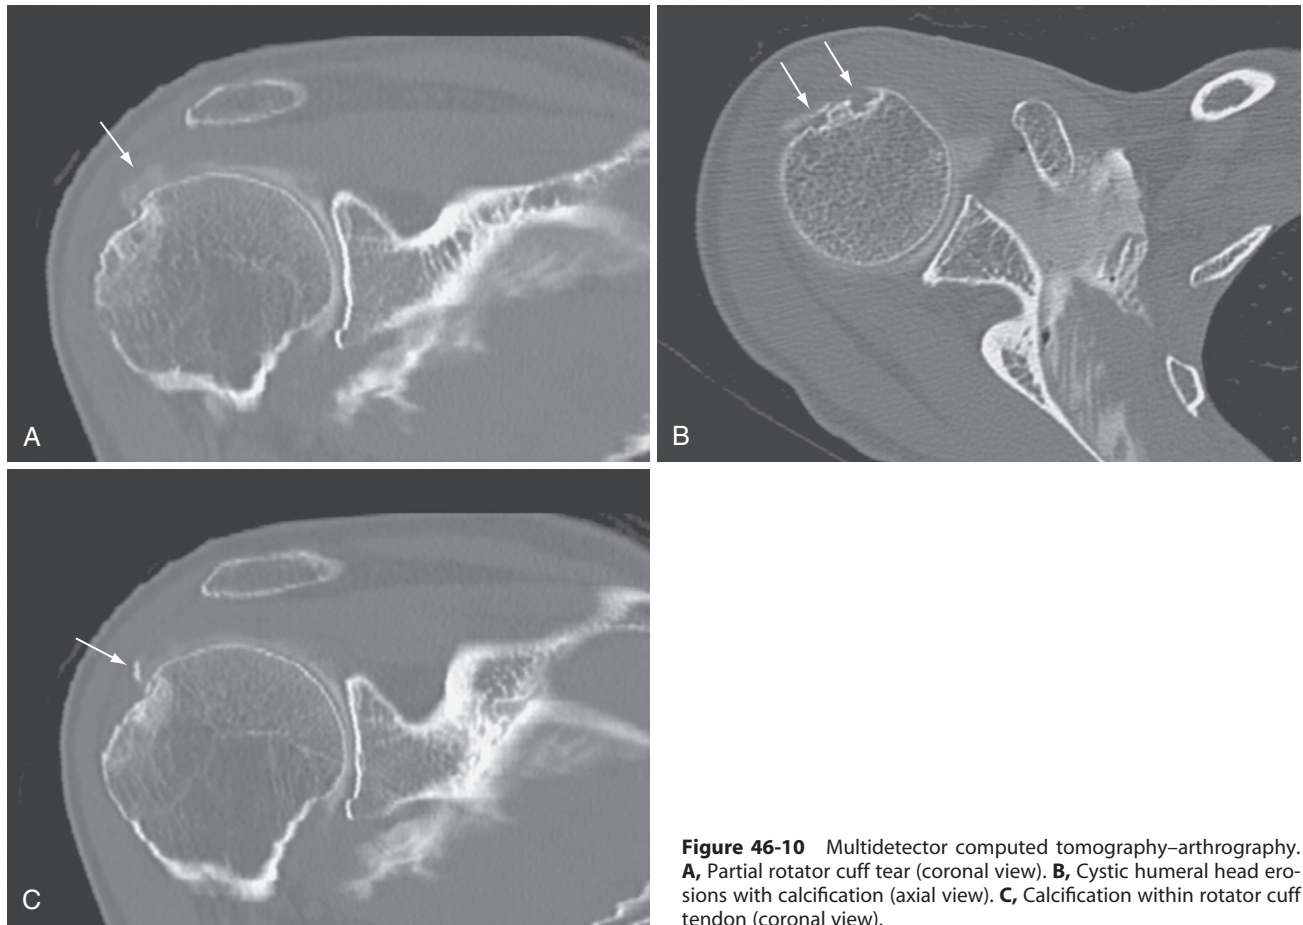 A
B
C
Figure 46-10 Multidetector computed tomography–arthrography.
A, Partial rotator cuff tear (coronal view). B, Cystic humeral head ero-
sions with calcification (axial view). C, Calcification within rotator cuff
tendon (coronal view).